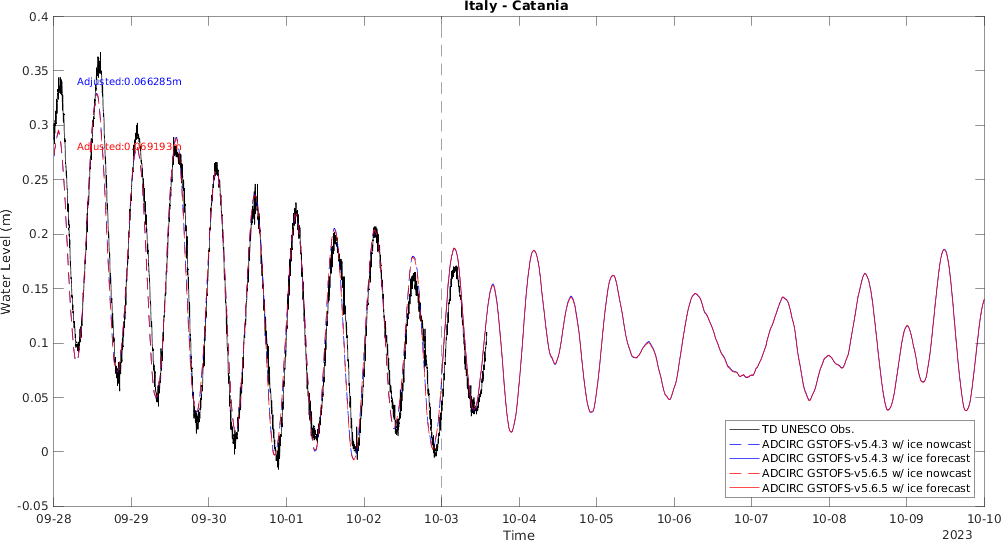 Italy - Catania
0.4
0.35
0.3
0.25
0.2
0.15
0.1
0.05
0
-0.05
Water Level (m)
Adjusted:0.066285m
Adjusted:0.069193m
TD UNESCO Obs.
ADCIRC GSTOFS-v5.4.3 w/ ice nowcast
ADCIRC GSTOFS-v5.4.3 w/ ice forecast
ADCIRC GSTOFS-v5.6.5 w/ ice nowcast
ADCIRC GSTOFS-v5.6.5 w/ ice forecast
09-28 09-29 09-30 10-01 10-02 10-03 10-04 10-05 10-06 10-07 10-08 10-09 10-10
Time
2023